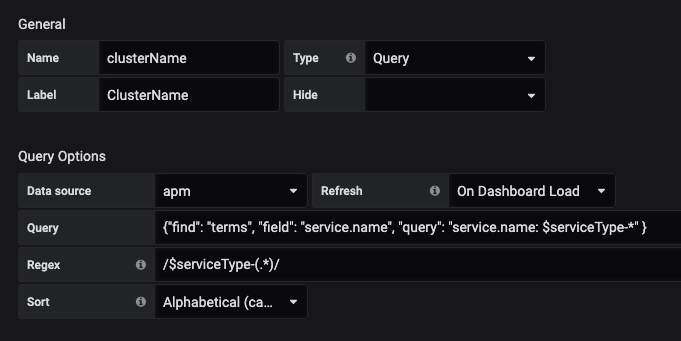 General
Name clusterName Type Query
Label ClusterName Hide
Query Options
Data source apm Refresh On Dashboard Load
Query {"find": "terms", "field": "service.name", "query": "service.name: $serviceType-*" }
Regex /$serviceType-(.*)/
Sort Alphabetical (ca...